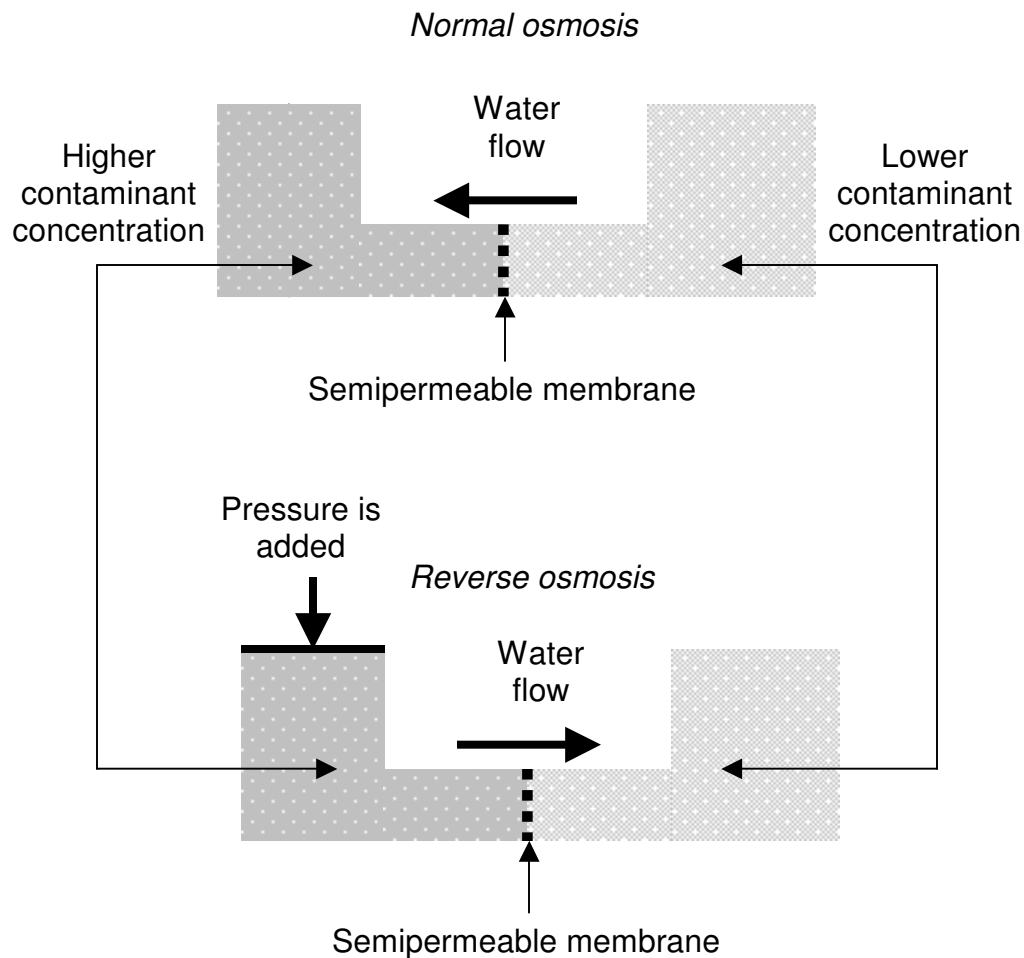 Normal osmosis
Water
flow
Higher
contaminant
concentration
Lower
contaminant
concentration
Semipermeable membrane
Pressure is
added
Reverse osmosis
Water
flow
Semipermeable membrane